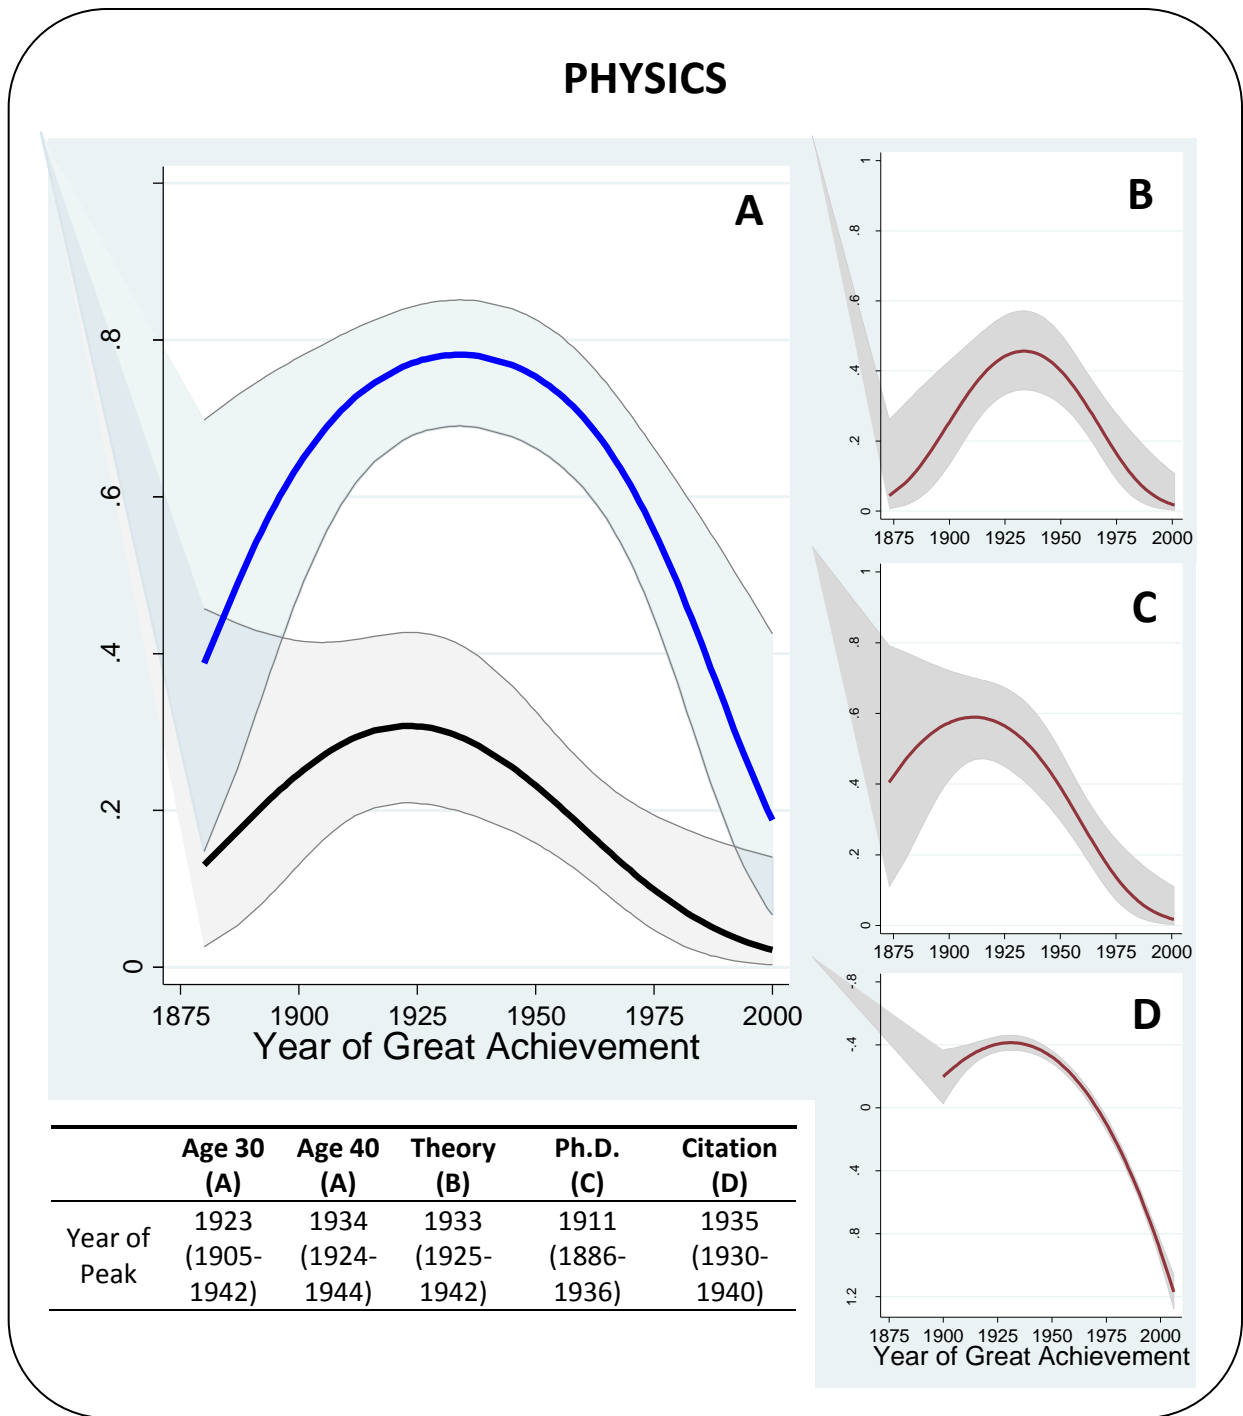 PHYSICS
A
.8
.6
.4
.2
0
1875 1900 1925 1950 1975 2000
Year of Great Achievement
B
1
.8
.6
.4
.2
0
1875 1900 1925 1950 1975 2000
C
1
.8
.6
.4
.2
0
1875 1900 1925 1950 1975 2000
D
-.8
-.4
0
.4
.8
1.2
1875 1900 1925 1950 1975 2000
Year of Great Achievement
Age 30 Age 40 Theory Ph.D. Citation
(A) (A) (B) (C) (D)
Year of Peak
1923 1934 1933 1911 1935
(1905- (1924- (1925- (1886- (1930-
1942) 1944) 1942) 1936) 1940)